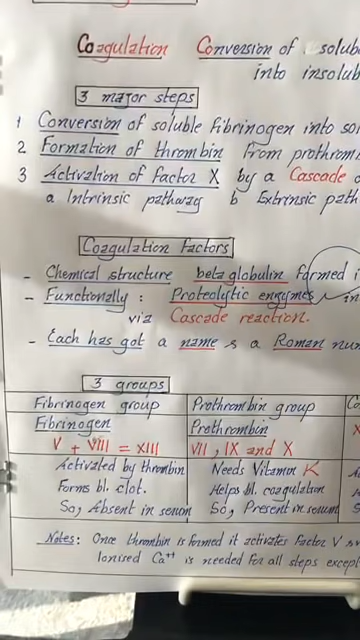 Coagulation Conversion of solub
into insolub
3 major steps
1 Conversion of soluble fibrinogen into so
2 Formation of thrombin from prothrom
3 Activation of Factor X by a Cascade o
a Intrinsic pathway b Extrinsic path
Coagulation Factors
- Chemical structure beta globulin formed i
- Functionally : Proteolytic enzymes in
via Cascade reaction.
- Each has got a name & a Roman num
3 groups
Fibrinogen group Prothrombin group Co
Fibrinogen Prothrombin
V + VIII = XIII VII, IX and X X
Activated by thrombin Needs Vitamin K
Forms bl. clot. Helps bl. coagulation
So, Absent in serum So, Present in serum S
Notes: Once thrombin is formed it activates Factor V
Ionised Ca++ is needed for all steps except